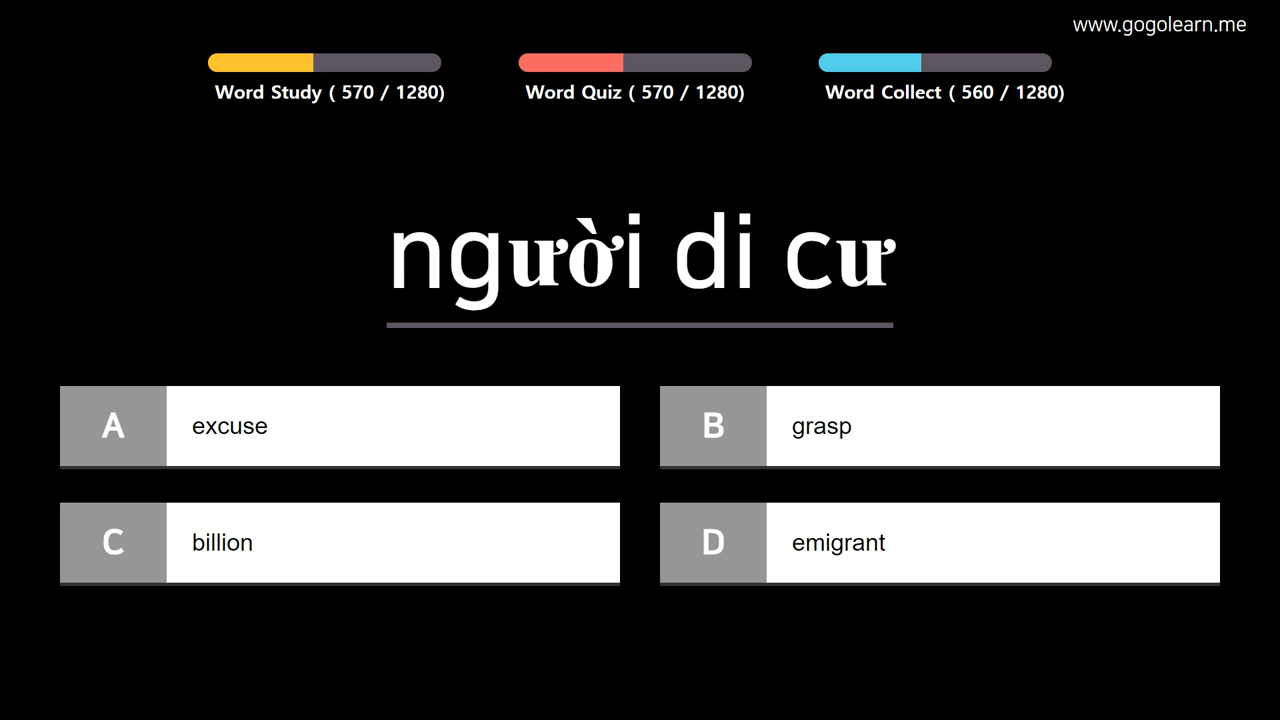 www.gogolearn.me
Word Study ( 570 / 1280)
Word Quiz ( 570 / 1280)
Word Collect ( 560 / 1280)
người di cư
A excuse
B grasp
C billion
D emigrant